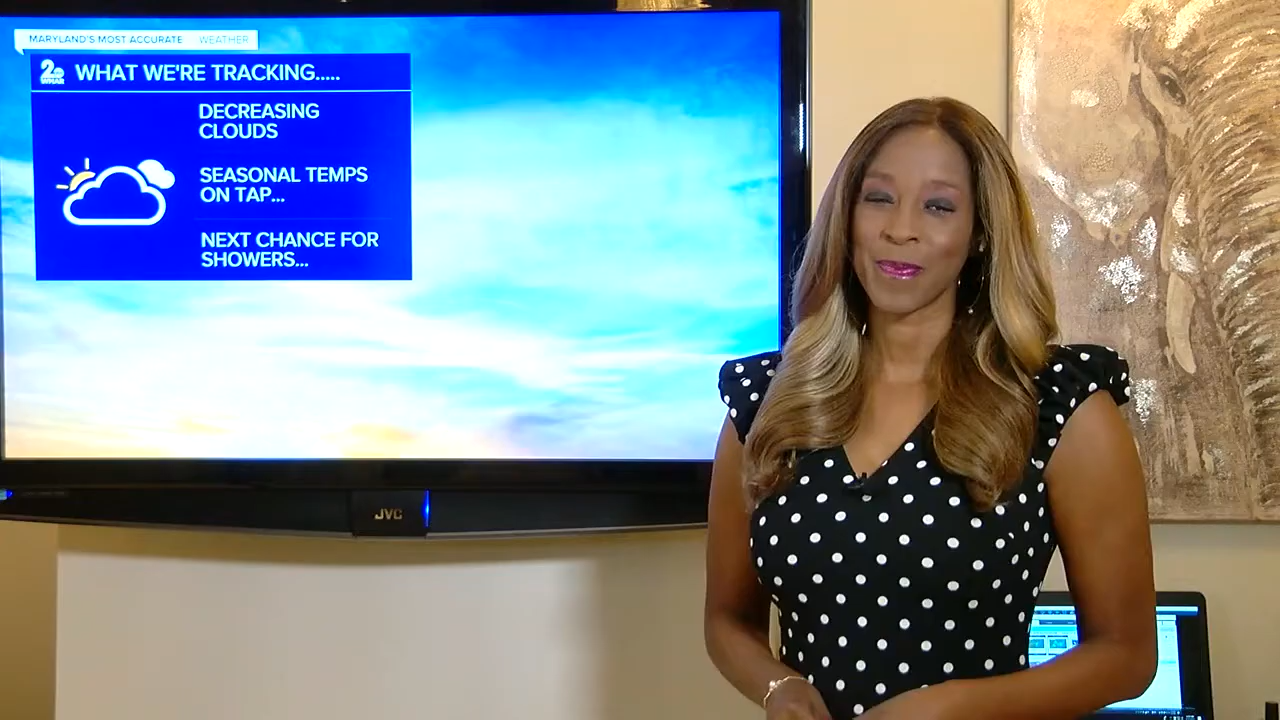 MARYLAND'S MOST ACCURATE WEATHER
2 WMAR WHAT WE'RE TRACKING.....
DECREASING
CLOUDS
SEASONAL TEMPS
ON TAP...
NEXT CHANCE FOR
SHOWERS...
JVC